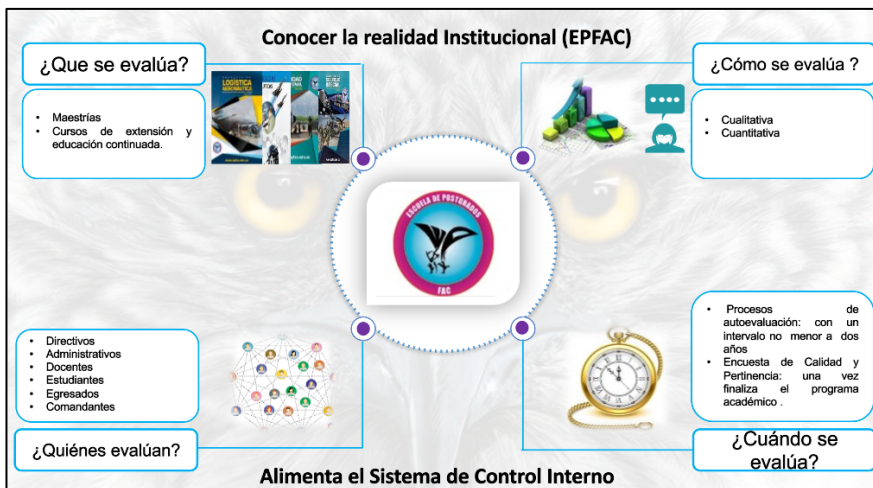 Conocer la realidad Institucional (EPFAC)
¿Que se evalúa?
• Maestrías
• Cursos de extensión y
educación continuada.
LOGÍSTICA
AERONÁUTICA
¿Cómo se evalúa ?
• Cualitativa
• Cuantitativa
ESCUELA DE POSTGRADOS
FAC
• Directivos
• Administrativos
• Docentes
• Estudiantes
• Egresados
• Comandantes
¿Quiénes evalúan?
• Procesos de
autoevaluación: con un
intervalo no menor a dos
años
• Encuesta de Calidad y
Pertinencia: una vez
finaliza el programa
académico .
¿Cuándo se
evalúa?
Alimenta el Sistema de Control Interno